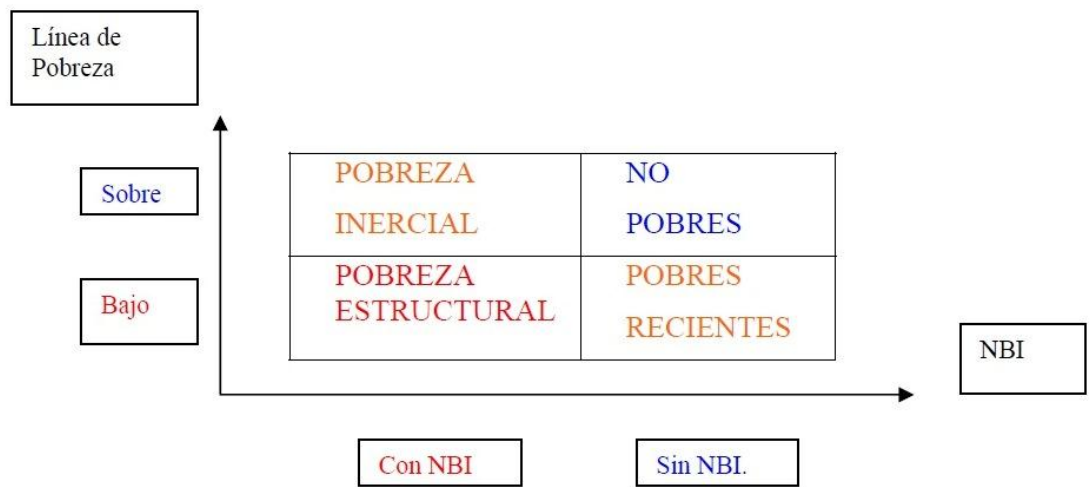 Línea de
Pobreza
Sobre
POBREZA
INERCIAL
NO
POBRES
Bajo
POBREZA
ESTRUCTURAL
POBRES
RECIENTES
NBI
Con NBI
Sin NBI.